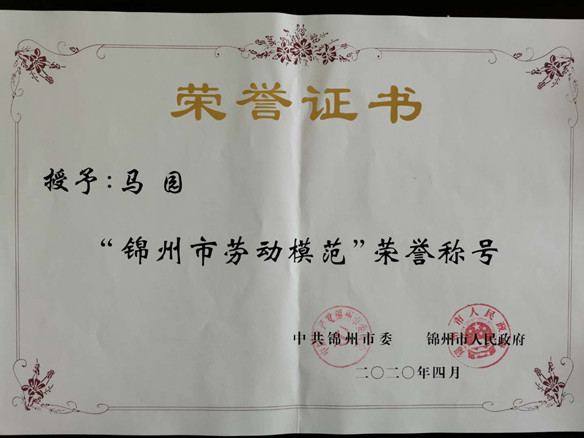 荣誉证书
授予：马园
“锦州市劳动模范”荣誉称号
中共锦州市委 锦州市人民政府
二〇二〇年四月